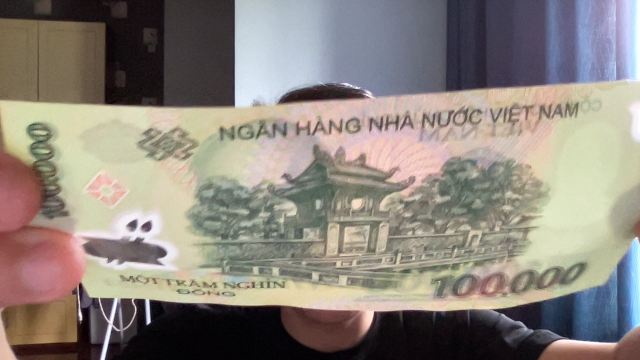 NGÂN HÀNG NHÀ NƯỚC VIỆT NAM
100000
MỘT TRĂM NGHÌN
ĐỒNG
100.000